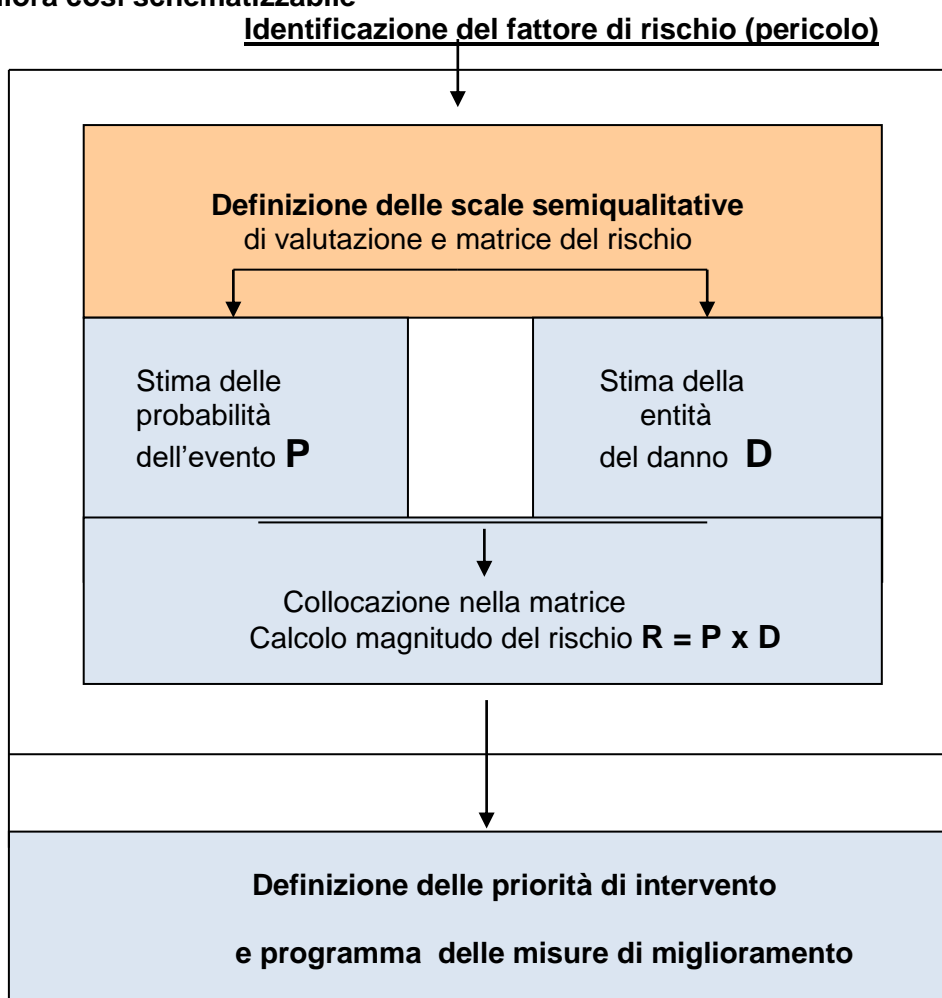 così schematizzabile
Identificazione del fattore di rischio (pericolo)
Definizione delle scale semiqualitative
di valutazione e matrice del rischio
Stima delle
probabilità
dell’evento P
Stima della
entità
del danno D
Collocazione nella matrice
Calcolo magnitudo del rischio R = P x D
Definizione delle priorità di intervento
e programma delle misure di miglioramento